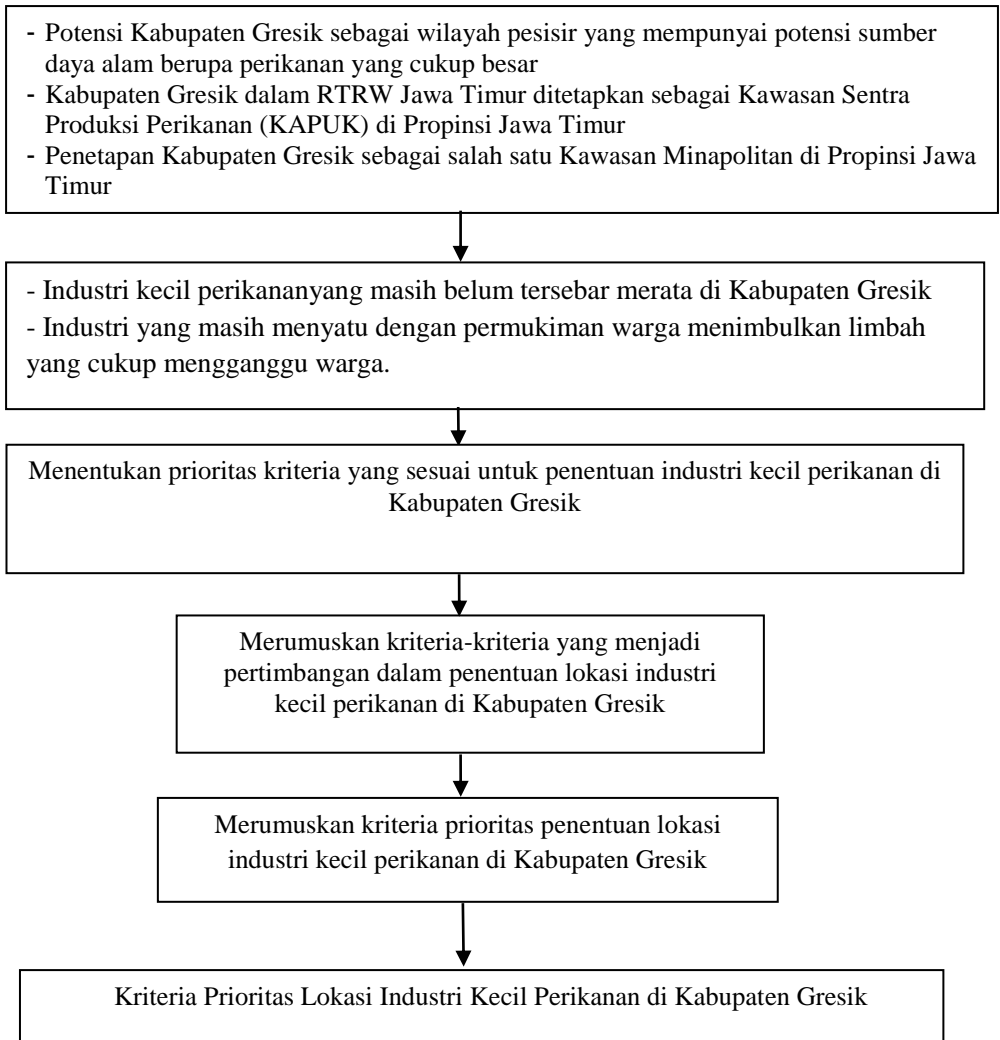 - Potensi Kabupaten Gresik sebagai wilayah pesisir yang mempunyai potensi sumber
daya alam berupa perikanan yang cukup besar
- Kabupaten Gresik dalam RTRW Jawa Timur ditetapkan sebagai Kawasan Sentra
Produksi Perikanan (KAPUK) di Propinsi Jawa Timur
- Penetapan Kabupaten Gresik sebagai salah satu Kawasan Minapolitan di Propinsi Jawa
Timur
- Industri kecil perikananyang masih belum tersebar merata di Kabupaten Gresik
- Industri yang masih menyatu dengan permukiman warga menimbulkan limbah
yang cukup mengganggu warga.
Menentukan prioritas kriteria yang sesuai untuk penentuan industri kecil perikanan di
Kabupaten Gresik
Merumuskan kriteria-kriteria yang menjadi
pertimbangan dalam penentuan lokasi industri
kecil perikanan di Kabupaten Gresik
Merumuskan kriteria prioritas penentuan lokasi
industri kecil perikanan di Kabupaten Gresik
Kriteria Prioritas Lokasi Industri Kecil Perikanan di Kabupaten Gresik